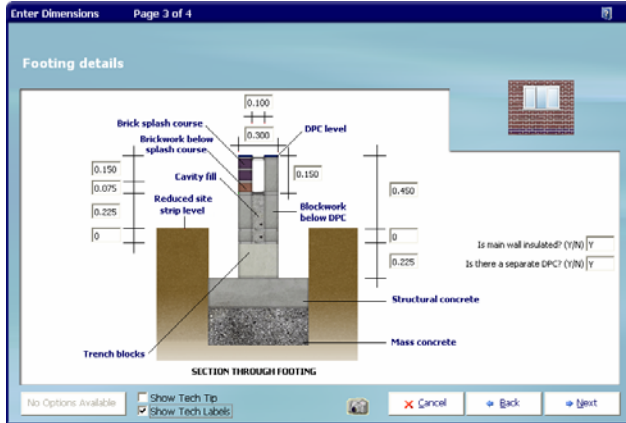 Enter Dimensions Page 3 of 4
Footing details
0.100
Brick splash course
0.300
DPC level
Brickwork below
splash course
0.150
Cavity fill
0.150
0.075
0.450
Reduced site
strip level
Blockwork
below DPC
0.225
0
0
Is main wall insulated? (Y/N) Y
0.225
Is there a separate DPC? (Y/N) Y
Structural concrete
Mass concrete
Trench blocks
SECTION THROUGH FOOTING
No Options Available
Show Tech Tip
Show Tech Labels
Cancel
Back
Next